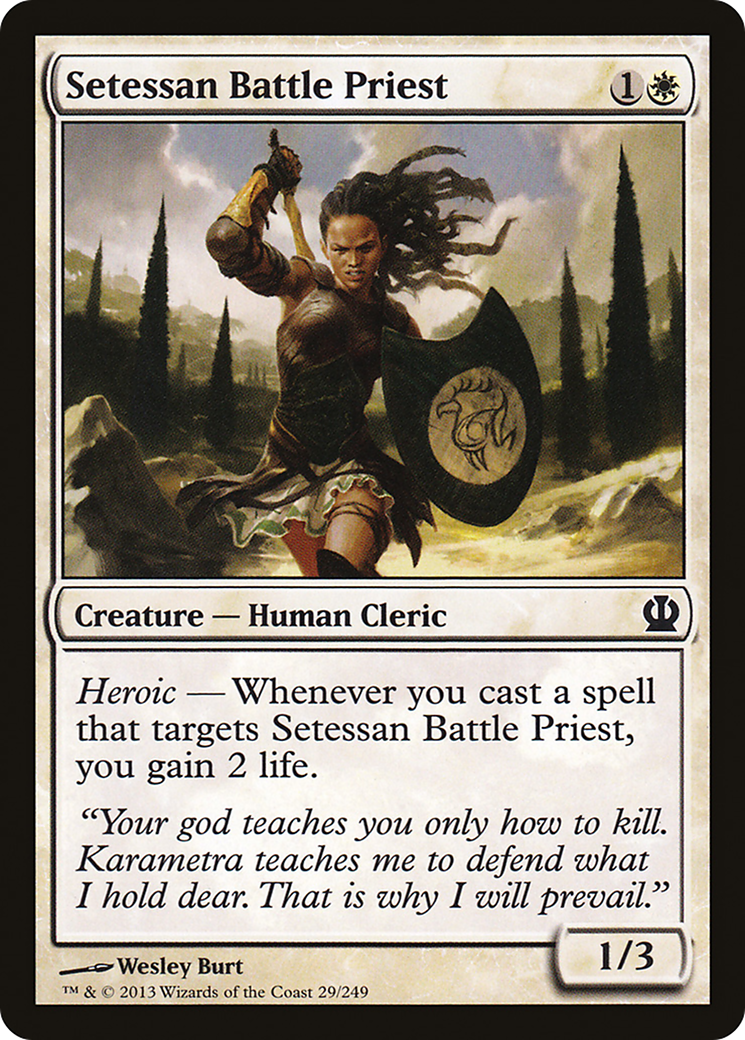 Setessan Battle Priest 1
Creature — Human Cleric
Heroic — Whenever you cast a spell
that targets Setessan Battle Priest,
you gain 2 life.
“Your god teaches you only how to kill.
Karametra teaches me to defend what
I hold dear. That is why I will prevail.”
1/3
Wesley Burt
™ & © 2013 Wizards of the Coast 29/249